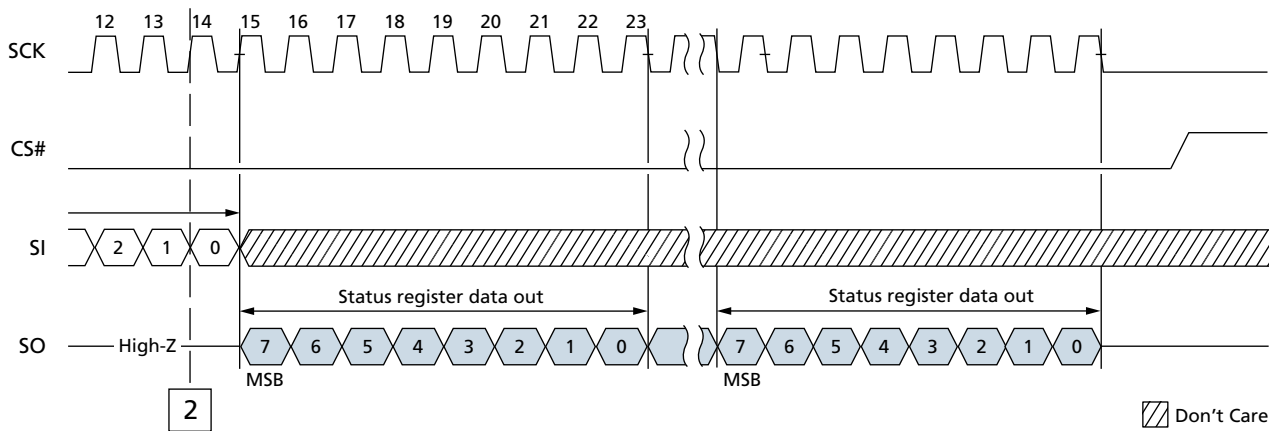 12 13 14 15 16 17 18 19 20 21 22 23
SCK
CS#
SI 2 1 0
Status register data out Status register data out
SO High-Z 7 6 5 4 3 2 1 0 7 6 5 4 3 2 1 0
MSB MSB
2
Don't Care